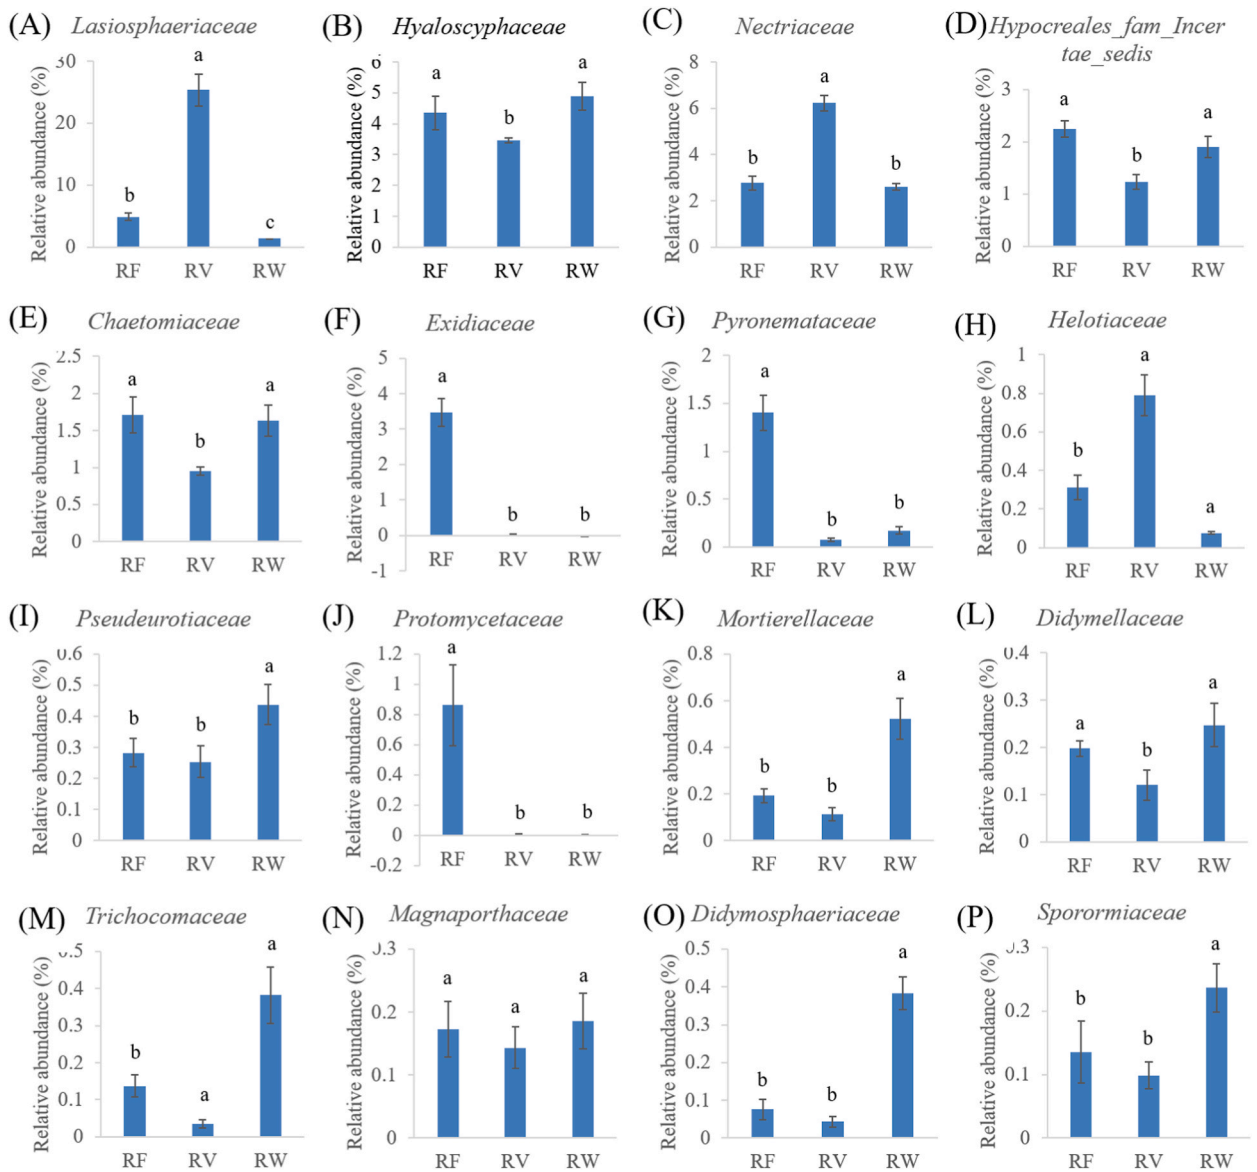 (A) Lasiosphaeriaceae
Relative abundance (%)
30
20
10
0
b
a
c
RF RV RW
(B) Hyaloscyphaceae
Relative abundance (%)
6
5
4
3
2
1
0
a
b
a
RF RV RW
(C) Nectriaceae
Relative abundance (%)
8
6
4
2
0
b
a
b
RF RV RW
(D) Hypocreales_fam_Incer
tae_sedis
Relative abundance (%)
3
2
1
0
a
b
a
RF RV RW
(E) Chaetomiaceae
Relative abundance (%)
2.5
2
1.5
1
0.5
0
a
b
a
RF RV RW
(F) Exidiaceae
Relative abundance (%)
5
4
3
2
1
0
-1
a
b
b
RF RV RW
(G) Pyronemataceae
Relative abundance (%)
2
1.5
1
0.5
0
a
b
b
RF RV RW
(H) Helotiaceae
Relative abundance (%)
1
0.8
0.6
0.4
0.2
0
b
a
a
RF RV RW
(I) Pseudeurotiaceae
Relative abundance (%)
0.6
0.5
0.4
0.3
0.2
0.1
0
b
b
a
RF RV RW
(J) Protomycetaceae
Relative abundance (%)
1.2
1
0.8
0.6
0.4
0.2
0
-0.2
a
b
b
RF RV RW
(K) Mortierellaceae
Relative abundance (%)
0.8
0.6
0.4
0.2
0
b
b
a
RF RV RW
(L) Didymellaceae
Relative abundance (%)
0.4
0.3
0.2
0.1
0
a
b
a
RF RV RW
(M) Trichocomaceae
Relative abundance (%)
0.5
0.4
0.3
0.2
0.1
0
b
a
a
RF RV RW
(N) Magnaporthaceae
Relative abundance (%)
0.3
0.2
0.1
0
a
a
a
RF RV RW
(O) Didymosphaeriaceae
Relative abundance (%)
0.5
0.4
0.3
0.2
0.1
0
b
b
a
RF RV RW
(P) Sporormiaceae
Relative abundance (%)
0.3
0.2
0.1
0
b
b
a
RF RV RW